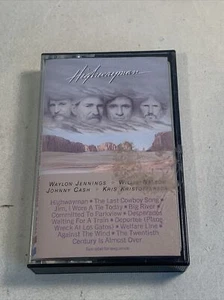 Highwayman
WAYLON JENNINGS • WILLIE NELSON
JOHNNY CASH • KRIS KRISTOFFERSON
Highwayman • The Last Cowboy Song
Jim, I Wore A Tie Today • Big River
Committed To Parkview • Desperados
Waiting For A Train • Deportee (Plane
Wreck At Los Gatos) • Welfare Line
Against The Wind • The Twentieth
Century Is Almost Over